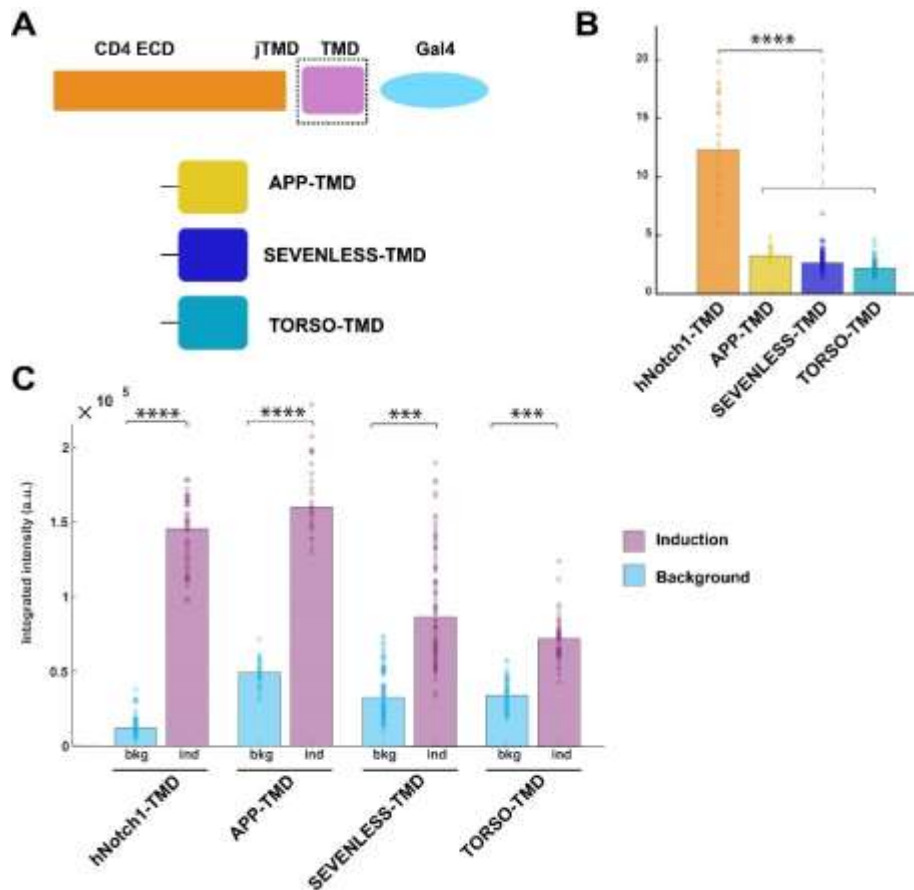 A
CD4 ECD jTMD TMD Gal4
APP-TMD
SEVENLESS-TMD
TORSO-TMD
B
****
20
15
10
5
0
hNotch1-TMD
APP-TMD
SEVENLESS-TMD
TORSO-TMD
C
× 10 5
**** **** *** ***
2
1.5
1
0.5
0
Integrated intensity (a.u.)
bkg ind bkg ind bkg ind bkg ind
hNotch1-TMD
APP-TMD
SEVENLESS-TMD
TORSO-TMD
Induction
Background